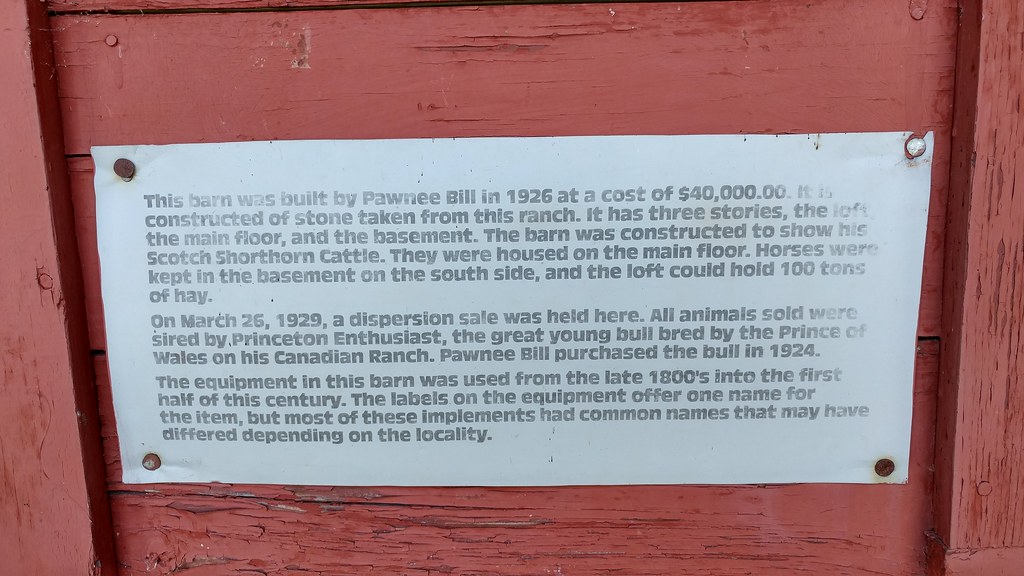 This barn was built by Pawnee Bill in 1926 at a cost of $40,000.00. It is
constructed of stone taken from this ranch. It has three stories, the loft,
the main floor, and the basement. The barn was constructed to show his
Scotch Shorthorn Cattle. They were housed on the main floor. Horses were
kept in the basement on the south side, and the loft could hold 100 tons
of hay.
On March 26, 1929, a dispersion sale was held here. All animals sold were
sired by Princeton Enthusiast, the great young bull bred by the Prince of
Wales on his Canadian Ranch. Pawnee Bill purchased the bull in 1924.
The equipment in this barn was used from the late 1800's into the first
half of this century. The labels on the equipment offer one name for
the item, but most of these implements had common names that may have
differed depending on the locality.